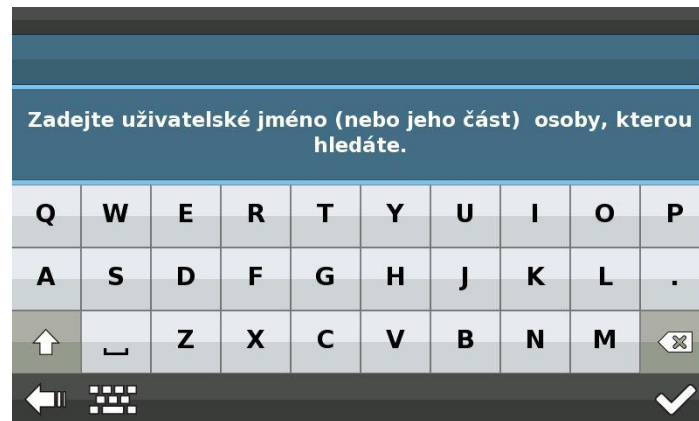 Zadejte uživatelské jméno (nebo jeho část)  osoby, kterou
hledáte.
Q W E R T Y U I O P
A S D F G H J K L .
Z X C V B N M